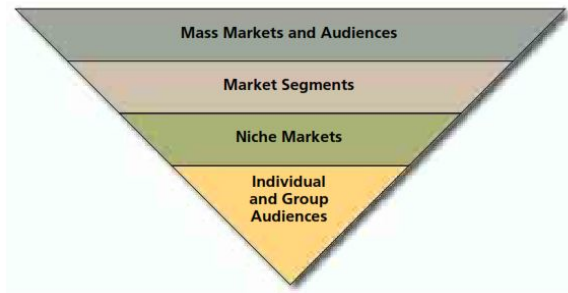 Mass Markets and Audiences
Market Segments
Niche Markets
Individual
and Group
Audiences